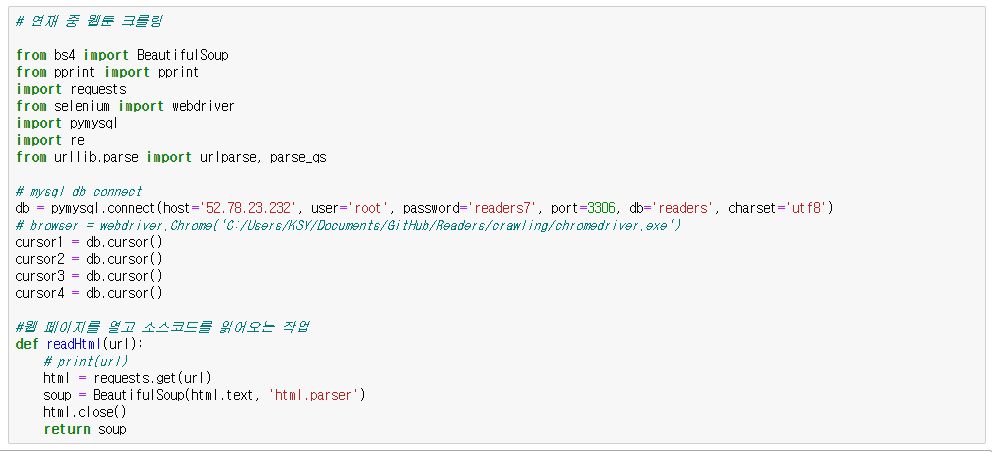 # 연재 중 웹툰 크롤링
from bs4 import BeautifulSoup
from pprint import pprint
import requests
from selenium import webdriver
import pymysql
import re
from urllib.parse import urlparse, parse_qs
# mysql db connect
db = pymysql.connect(host='52.78.23.232', user='root', password='readers7', port=3306, db='readers', charset='utf8')
# browser = webdriver.Chrome('C:/Users/KSY/Documents/GitHub/Readers/crawling/chromedriver.exe')
cursor1 = db.cursor()
cursor2 = db.cursor()
cursor3 = db.cursor()
cursor4 = db.cursor()
#웹 페이지를 열고 소스코드를 읽어오는 작업
def readHtml(url):
    # print(url)
    html = requests.get(url)
    soup = BeautifulSoup(html.text, 'html.parser')
    html.close()
    return soup